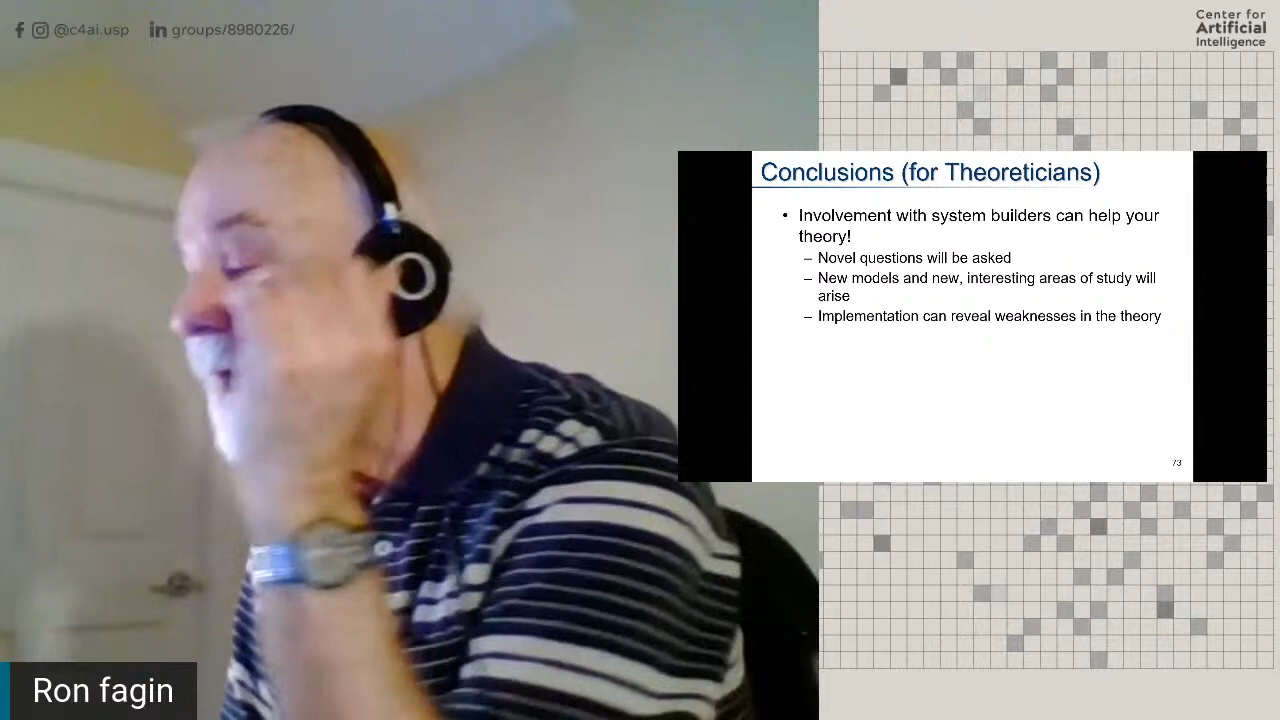 @c4ai.usp in groups/8980226/
Center for
Artificial
Intelligence
Conclusions (for Theoreticians)
• Involvement with system builders can help your
theory!
– Novel questions will be asked
– New models and new, interesting areas of study will
arise
– Implementation can reveal weaknesses in the theory
73
Ron fagin